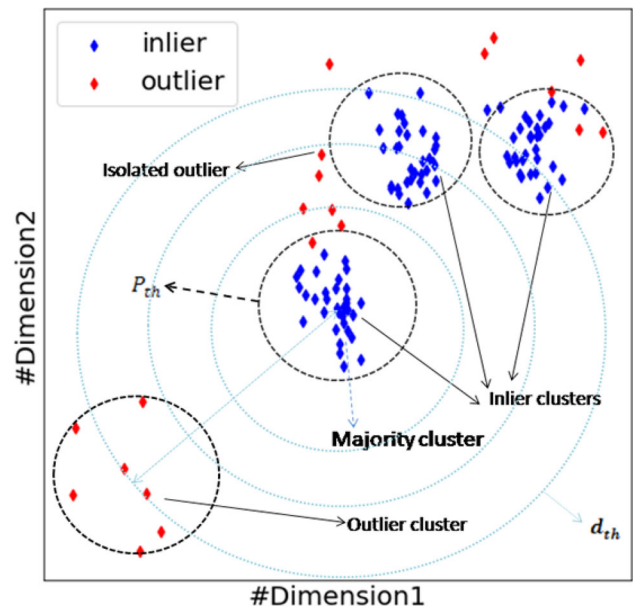 inlier
outlier
Isolated outlier
P_th
#Dimension2
Inlier clusters
Majority cluster
Outlier cluster
d_th
#Dimension1